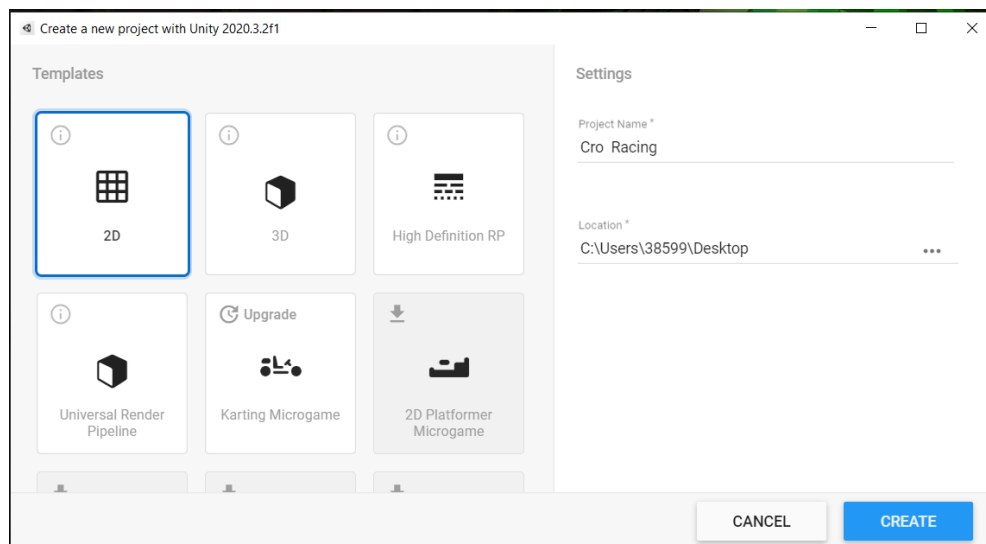 Create a new project with Unity 2020.3.2f1
Templates
2D
3D
High Definition RP
Universal Render
Pipeline
Upgrade
Karting Microgame
2D Platformer
Microgame
Settings
Project Name *
Cro Racing
Location *
C:\Users\38599\Desktop
CANCEL
CREATE